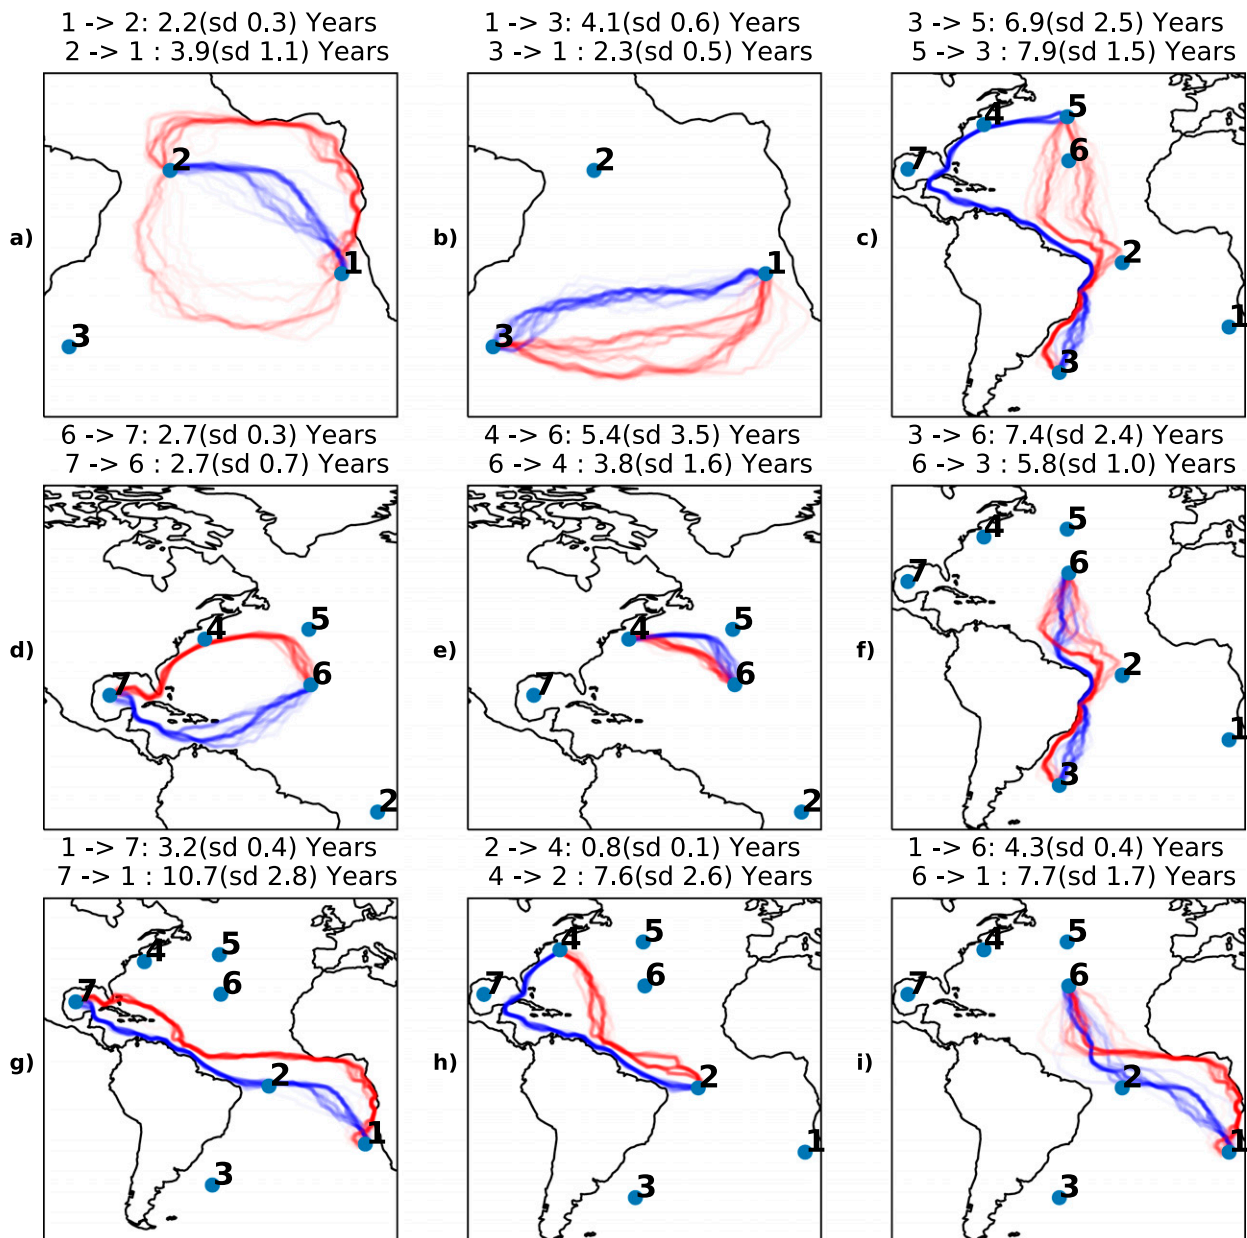 1 -> 2: 2.2(sd 0.3) Years
2 -> 1 : 3.9(sd 1.1) Years
1 -> 3: 4.1(sd 0.6) Years
3 -> 1 : 2.3(sd 0.5) Years
3 -> 5: 6.9(sd 2.5) Years
5 -> 3 : 7.9(sd 1.5) Years
a)
2
1
3
b)
2
1
3
c)
5
4
6
7
2
1
3
6 -> 7: 2.7(sd 0.3) Years
7 -> 6 : 2.7(sd 0.7) Years
4 -> 6: 5.4(sd 3.5) Years
6 -> 4 : 3.8(sd 1.6) Years
3 -> 6: 7.4(sd 2.4) Years
6 -> 3 : 5.8(sd 1.0) Years
d)
5
4
6
7
2
e)
5
4
6
7
2
f)
5
4
6
7
2
1
3
1 -> 7: 3.2(sd 0.4) Years
7 -> 1 : 10.7(sd 2.8) Years
2 -> 4: 0.8(sd 0.1) Years
4 -> 2 : 7.6(sd 2.6) Years
1 -> 6: 4.3(sd 0.4) Years
6 -> 1 : 7.7(sd 1.7) Years
g)
5
4
6
7
2
1
3
h)
5
4
6
7
2
1
3
i)
5
4
6
7
2
1
3